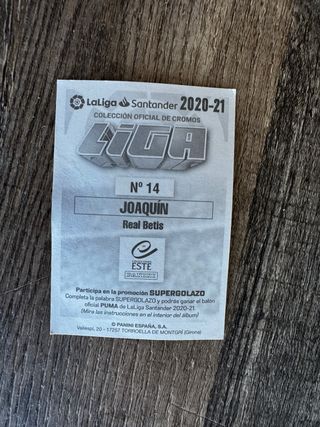 LaLiga Santander 2020-21
COLECCIÓN OFICIAL DE CROMOS
LiGA
Nº 14
JOAQUÍN
Real Betis
ESTE
Participa en la promoción SUPERGOLAZO
Completa la palabra SUPERGOLAZO y podrás ganar el balón
oficial PUMA de LaLiga Santander 2020-21.
(Mira las instrucciones en el interior del álbum)
© PANINI ESPAÑA, S.A.
Vallespí, 20 - 17257 TORROELLA DE MONTGRÍ (Girona)